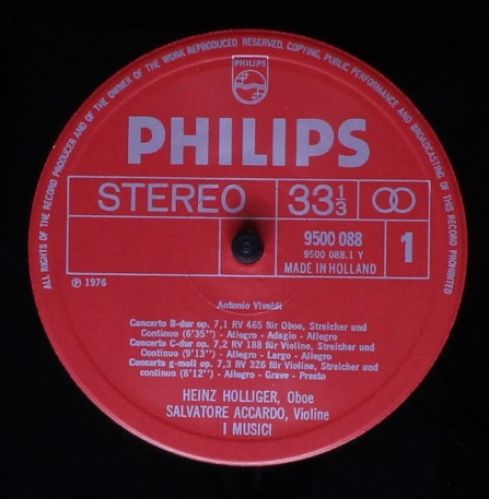 ALL RIGHTS OF THE RECORD PRODUCER AND OF THE OWNER OF THE WORK REPRODUCED RESERVED. COPYING, PUBLIC PERFORMANCE AND BROADCASTING OF THIS RECORD PROHIBITED
PHILIPS
PHILIPS
STEREO 33 1/3
9500 088
9500 088.1 Y
MADE IN HOLLAND
1
℗ 1976
Antonio Vivaldi
Concerto B-dur op. 7,1 RV 465 für Oboe, Streicher und
Continuo (6'35") - Allegro - Adagio - Allegro
Concerto C-dur op. 7,2 RV 188 für Violine, Streicher und
Continuo (9'13") - Allegro - Largo - Allegro
Concerto g-moll op. 7,3 RV 326 für Violine, Streicher und
continuo (8'12") - Allegro - Grave - Presto
HEINZ HOLLIGER, Oboe
SALVATORE ACCARDO, Violine
I MUSICI